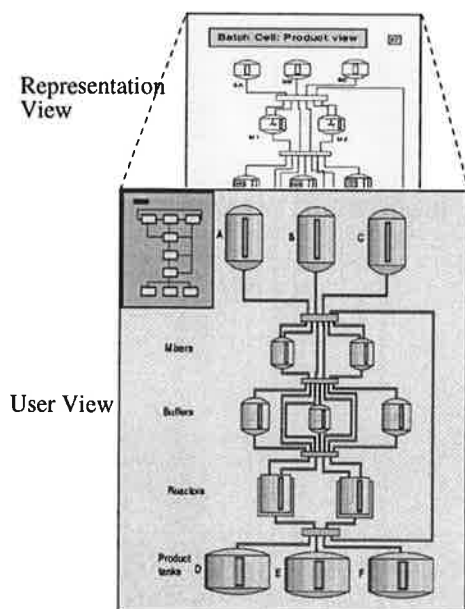 Batch Cell: Product view
Representation
View
A
B
C
Mixers
User View
Buffers
Reactors
Product
tanks D
E
F